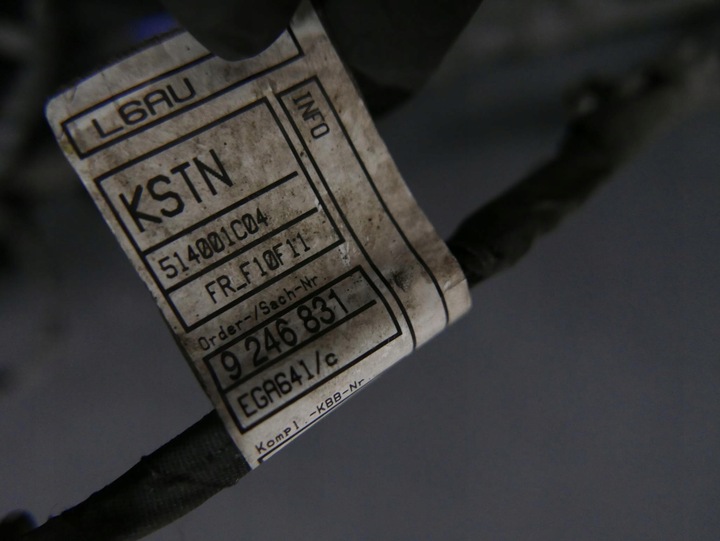 L6AU
INFO
KSTN
514001C04
FR_F10F11
Order-/Sach-Nr
9 246 831
EGA641/c
Kompl.-KBB-Nr